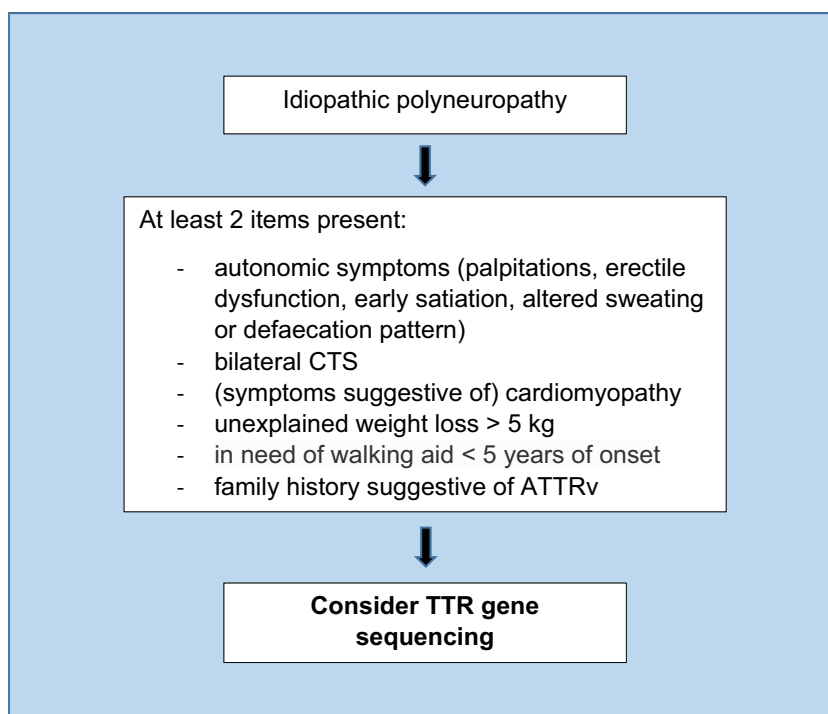 Idiopathic polyneuropathy
At least 2 items present:
- autonomic symptoms (palpitations, erectile
dysfunction, early satiation, altered sweating
or defaecation pattern)
- bilateral CTS
- (symptoms suggestive of) cardiomyopathy
- unexplained weight loss > 5 kg
- in need of walking aid < 5 years of onset
- family history suggestive of ATTRv
Consider TTR gene
sequencing